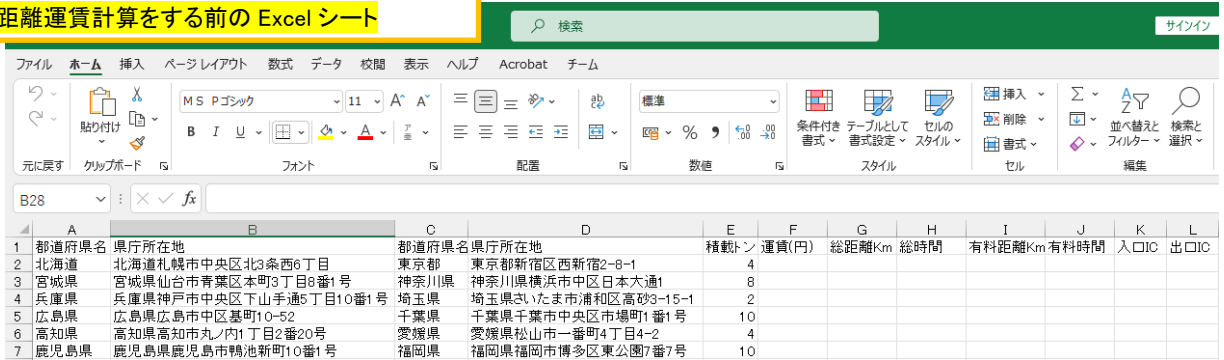 距離運賃計算をする前の Excel シート
検索
サインイン
ファイル ホーム 挿入 ページ レイアウト 数式 データ 校閲 表示 ヘルプ Acrobat チーム
貼り付け
MS Pゴシック 11 A^ A˅
B I U A
ab
標準
% 9
条件付き書式
テーブルとして書式設定
セルのスタイル
挿入
削除
書式
並べ替えとフィルター
検索と選択
元に戻す クリップボード フォント 配置 数値 スタイル セル 編集
B28 fx
A B C D E F G H I J K L
1 都道府県名 県庁所在地 都道府県名 県庁所在地 積載トン 運賃(円) 総距離Km 総時間 有料距離Km 有料時間 入口IC 出口IC
2 北海道 北海道札幌市中央区北3条西6丁目 東京都 東京都新宿区西新宿2-8-1 4
3 宮城県 宮城県仙台市青葉区本町3丁目8番1号 神奈川県 神奈川県横浜市中区日本大通1 8
4 兵庫県 兵庫県神戸市中央区下山手通5丁目10番1号 埼玉県 埼玉県さいたま市浦和区高砂3-15-1 2
5 広島県 広島県広島市中区基町10-52 千葉県 千葉県千葉市中央区市場町1番1号 10
6 高知県 高知県高知市丸ノ内1丁目2番20号 愛媛県 愛媛県松山市一番町4丁目4-2 4
7 鹿児島県 鹿児島県鹿児島市鴨池新町10番1号 福岡県 福岡県福岡市博多区東公園7番7号 10